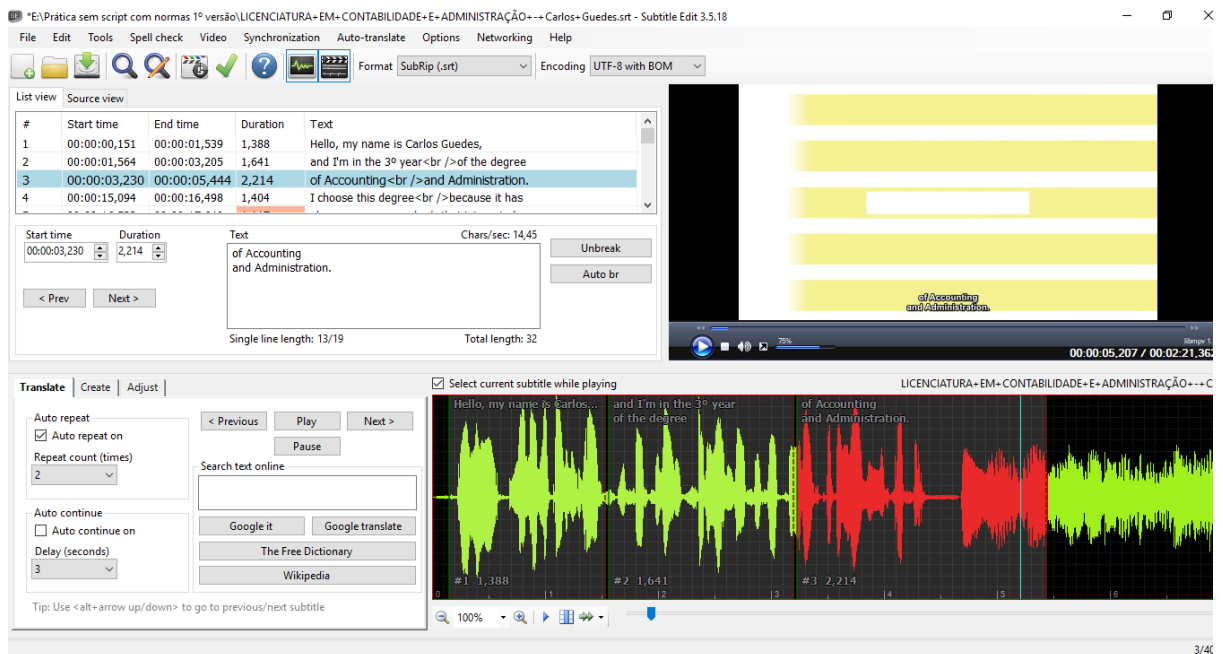 *E:\Prática sem script com normas 1º versão\LICENCIATURA+EM+CONTABILIDADE+E+ADMINISTRAÇÃO+-+Carlos+Guedes.srt - Subtitle Edit 3.5.18
File Edit Tools Spell check Video Synchronization Auto-translate Options Networking Help
Format SubRip (.srt) Encoding UTF-8 with BOM
List view Source view
# Start time End time Duration Text
1 00:00:00,151 00:00:01,539 1,388 Hello, my name is Carlos Guedes,
2 00:00:01,564 00:00:03,205 1,641 and I'm in the 3º year<br />of the degree
3 00:00:03,230 00:00:05,444 2,214 of Accounting<br />and Administration.
4 00:00:15,094 00:00:16,498 1,404 I choose this degree<br />because it has
Start time Duration Text Chars/sec: 14,45
00:00:03,230 2,214
of Accounting
and Administration.
Unbreak
Auto br
< Prev Next >
Single line length: 13/19 Total length: 32
of Accounting
and Administration.
75%
libmpv 1.
00:00:05,207 / 00:02:21,362
Translate Create Adjust
Auto repeat
Auto repeat on
Repeat count (times)
2
Auto continue
Auto continue on
Delay (seconds)
3
< Previous Play Next >
Pause
Search text online
Google it Google translate
The Free Dictionary
Wikipedia
Tip: Use <alt+arrow up/down> to go to previous/next subtitle
Select current subtitle while playing LICENCIATURA+EM+CONTABILIDADE+E+ADMINISTRAÇÃO+-+C
Hello, my name is Carlos...
and I'm in the 3º year
of the degree
of Accounting
and Administration.
#1 1,388 #2 1,641 #3 2,214
0 1 2 3 4 5 6
100%
3/40